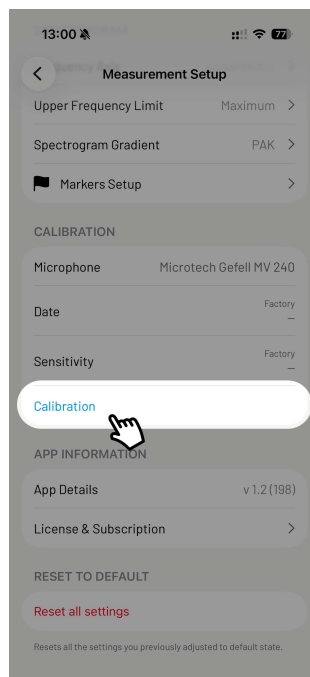 13:00
77
Measurement Setup
Upper Frequency Limit Maximum
Spectrogram Gradient PAK
Markers Setup
CALIBRATION
Microphone Microtech Gefell MV 240
Date Factory
—
Sensitivity Factory
—
Calibration
APP INFORMATION
App Details v 1.2 (198)
License & Subscription
RESET TO DEFAULT
Reset all settings
Resets all the settings you previously adjusted to default state.